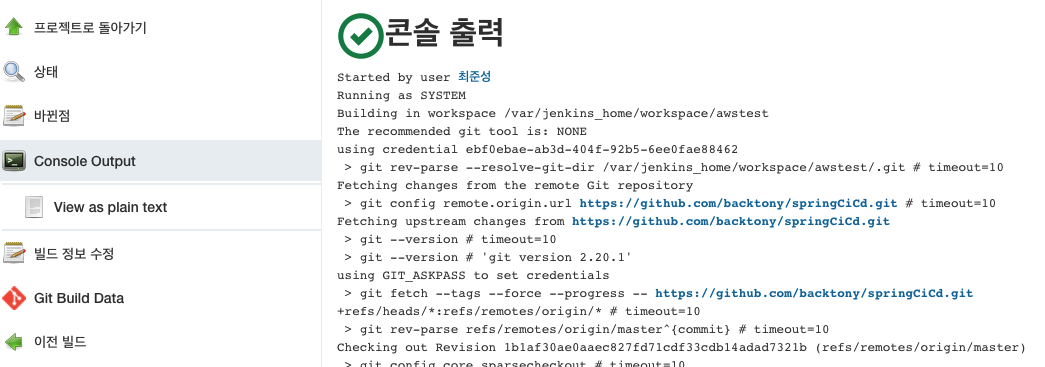 프로젝트로 돌아가기
상태
바뀐점
Console Output
View as plain text
빌드 정보 수정
Git Build Data
이전 빌드
콘솔 출력
Started by user 최준성
Running as SYSTEM
Building in workspace /var/jenkins_home/workspace/awstest
The recommended git tool is: NONE
using credential ebf0ebae-ab3d-404f-92b5-6ee0fae88462
> git rev-parse --resolve-git-dir /var/jenkins_home/workspace/awstest/.git # timeout=10
Fetching changes from the remote Git repository
> git config remote.origin.url https://github.com/backtony/springCiCd.git # timeout=10
Fetching upstream changes from https://github.com/backtony/springCiCd.git
> git --version # timeout=10
> git --version # 'git version 2.20.1'
using GIT_ASKPASS to set credentials
> git fetch --tags --force --progress -- https://github.com/backtony/springCiCd.git
+refs/heads/*:refs/remotes/origin/* # timeout=10
> git rev-parse refs/remotes/origin/master^{commit} # timeout=10
Checking out Revision 1b1af30ae0aaec827fd71cdf33cdb14adad7321b (refs/remotes/origin/master)
> git config core.sparsecheckout # timeout=10